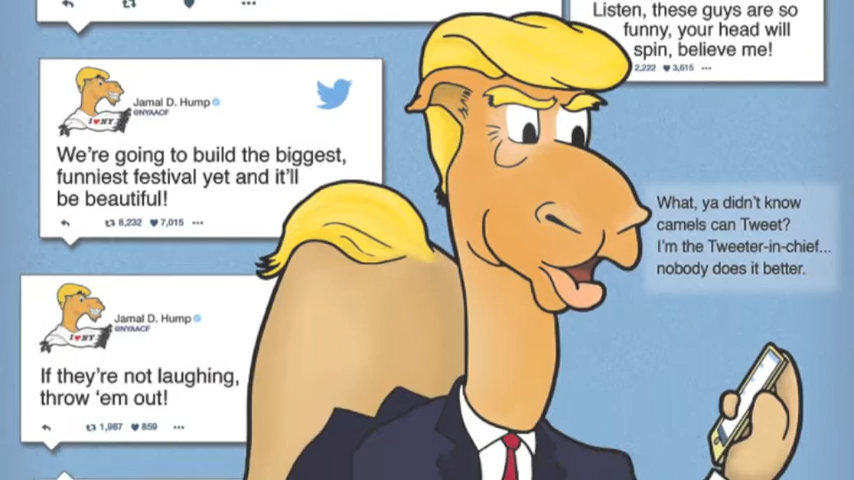 Listen, these guys are so
funny, your head will
spin, believe me!
2,222 3,615
Jamal D. Hump
@NYAACF
I ♥ NY
We're going to build the biggest,
funniest festival yet and it'll
be beautiful!
8,232 7,015
What, ya didn't know
camels can Tweet?
I'm the Tweeter-in-chief...
nobody does it better.
Jamal D. Hump
@NYAACF
I ♥ NY
If they're not laughing,
throw 'em out!
1,987 859